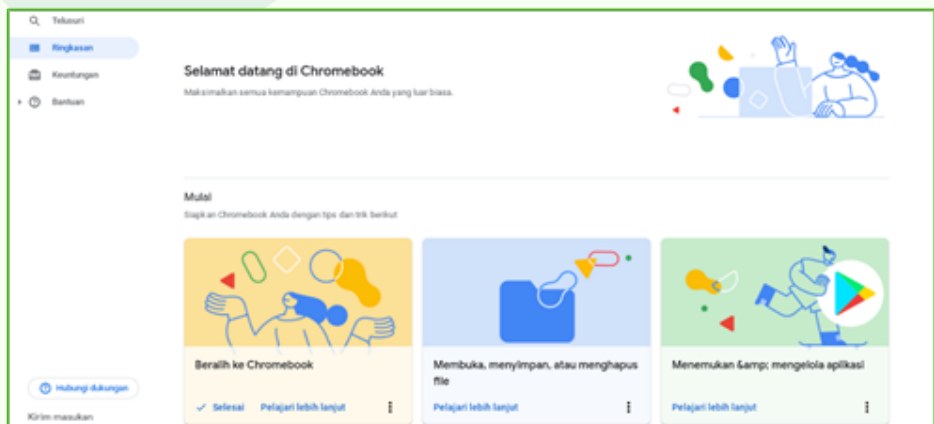 Telusuri
Ringkasan
Keuntungan
Bantuan
Selamat datang di Chromebook
Maksimalkan semua kemampuan Chromebook Anda yang luar biasa.
Mulai
Siapkan Chromebook Anda dengan tips dan trik berikut
Beralih ke Chromebook
Selesai Pelajari lebih lanjut
Membuka, menyimpan, atau menghapus
file
Pelajari lebih lanjut
Menemukan &amp; mengelola aplikasi
Pelajari lebih lanjut
Hubungi dukungan
Kirim masukan